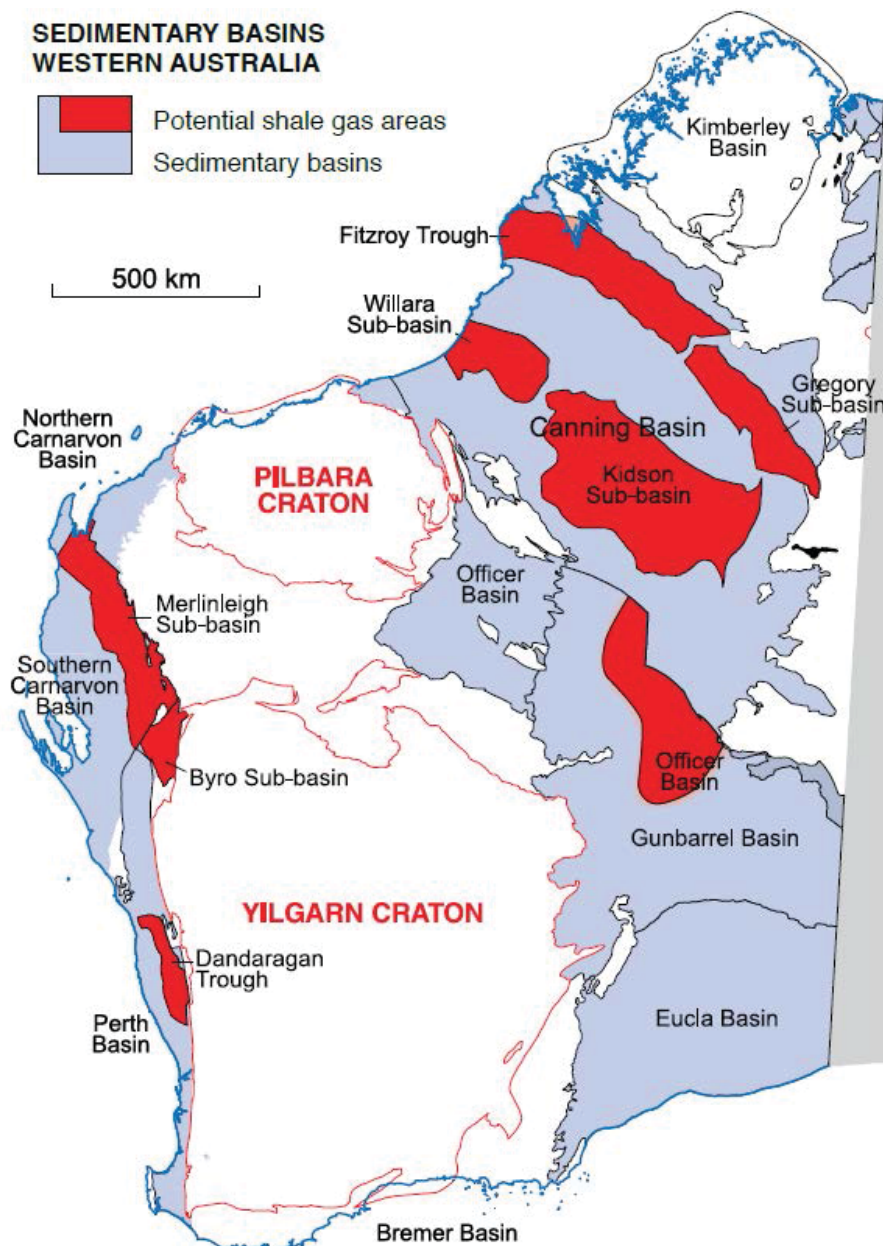 SEDIMENTARY BASINS
WESTERN AUSTRALIA
Potential shale gas areas
Sedimentary basins
Kimberley
Basin
Fitzroy Trough
500 km
Willara
Sub-basin
Gregory
Sub-basin
Northern
Carnarvon
Basin
Canning Basin
PILBARA
CRATON
Kidson
Sub-basin
Officer
Basin
Merlinleigh
Sub-basin
Southern
Carnarvon
Basin
Byro Sub-basin
Officer
Basin
Gunbarrel Basin
YILGARN CRATON
Dandaragan
Trough
Perth
Basin
Eucla Basin
Bremer Basin